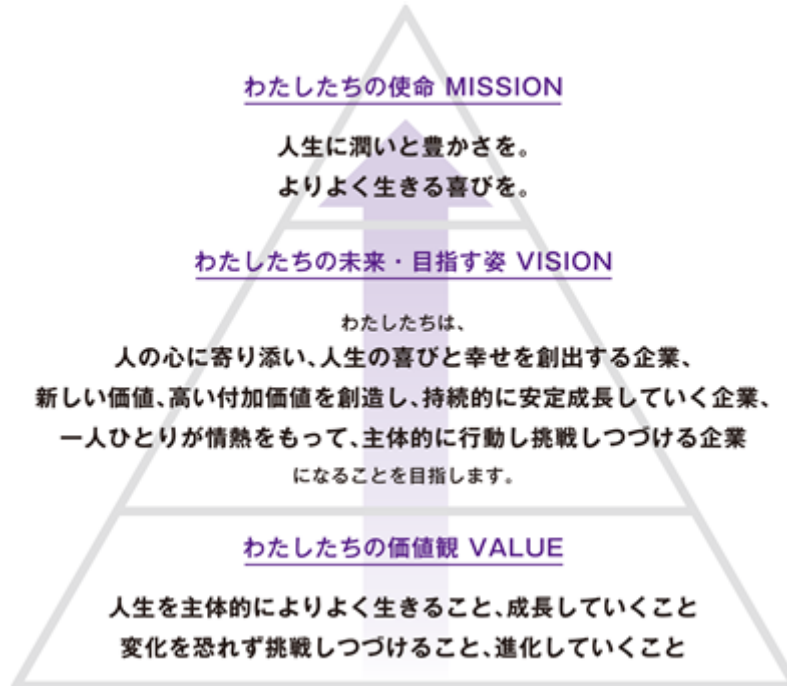 わたしたちの使命 MISSION
人生に潤いと豊かさを。
よりよく生きる喜びを。
わたしたちの未来・目指す姿 VISION
わたしたちは、
人の心に寄り添い、人生の喜びと幸せを創出する企業、
新しい価値、高い付加価値を創造し、持続的に安定成長していく企業、
一人ひとりが情熱をもって、主体的に行動し挑戦しつづける企業
になることを目指します。
わたしたちの価値観 VALUE
人生を主体的によりよく生きること、成長していくこと
変化を恐れず挑戦しつづけること、進化していくこと